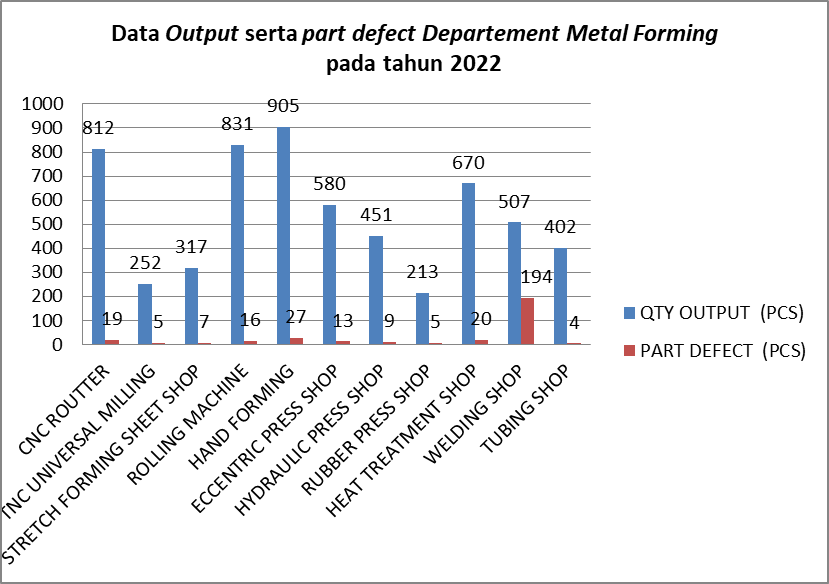 Data Output serta part defect Departement Metal Forming
pada tahun 2022
1000
900
800
700
600
500
400
300
200
100
0
812
252
317
831
905
580
451
213
670
507
402
19
5
7
16
27
13
9
5
20
194
4
CNC ROUTTER
TNC UNIVERSAL MILLING
STRETCH FORMING SHEET SHOP
ROLLING MACHINE
HAND FORMING
ECCENTRIC PRESS SHOP
HYDRAULIC PRESS SHOP
RUBBER PRESS SHOP
HEAT TREATMENT SHOP
WELDING SHOP
TUBING SHOP
QTY OUTPUT (PCS)
PART DEFECT (PCS)